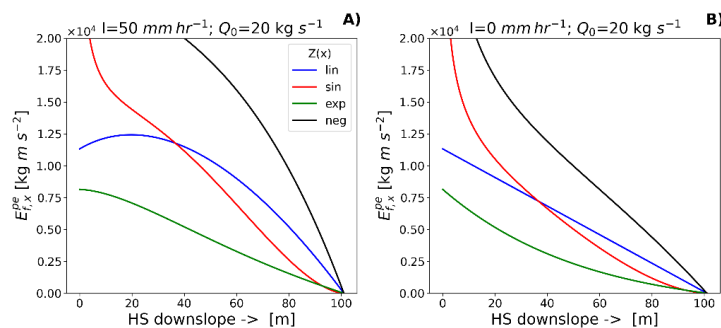 A)
×10⁴ I=50 mm hr⁻¹; Q₀=20 kg s⁻¹
2.00
1.75
1.50
1.25
1.00
0.75
0.50
0.25
0.00
E_{f,x}^{pe} [kg m s⁻²]
Z(x)
lin
sin
exp
neg
0 20 40 60 80 100
HS downslope -> [m]
B)
×10⁴ I=0 mm hr⁻¹; Q₀=20 kg s⁻¹
2.00
1.75
1.50
1.25
1.00
0.75
0.50
0.25
0.00
E_{f,x}^{pe} [kg m s⁻²]
0 20 40 60 80 100
HS downslope -> [m]